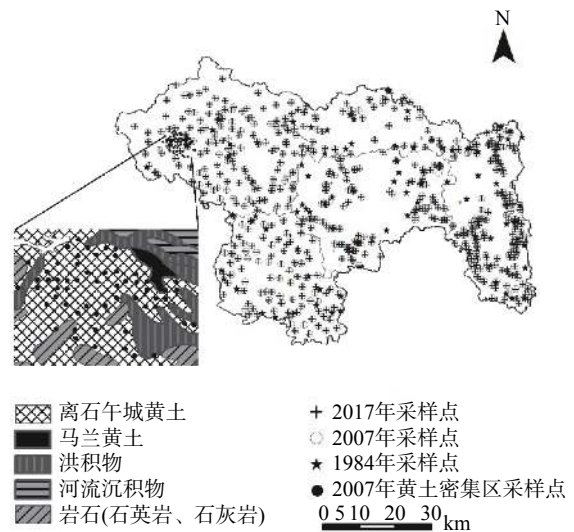 N
离石午城黄土
马兰黄土
洪积物
河流沉积物
岩石(石英岩、石灰岩)
2017年采样点
2007年采样点
1984年采样点
2007年黄土密集区采样点
0 5 10 20 30 km